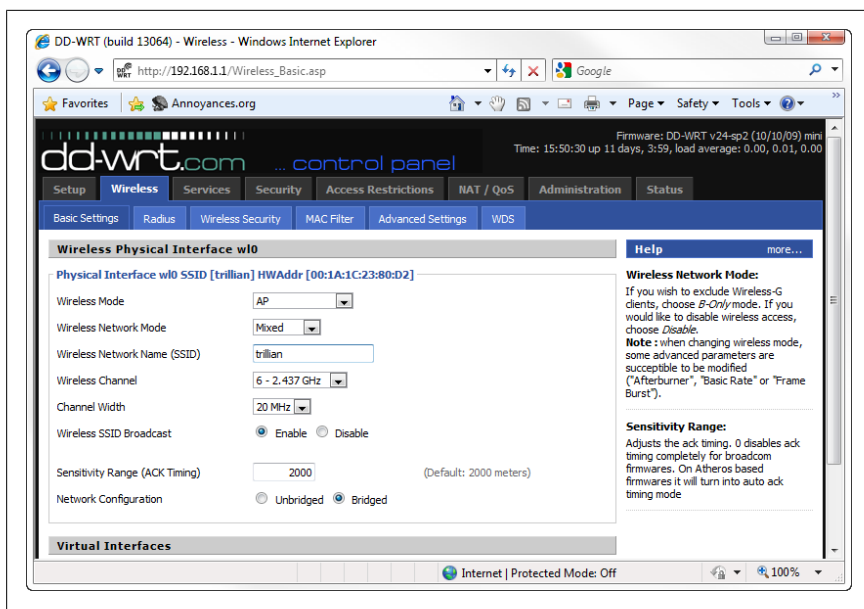 DD-WRT (build 13064) - Wireless - Windows Internet Explorer
http://192.168.1.1/Wireless_Basic.asp
Google
Favorites
Annoyances.org
Page
Safety
Tools
»
Firmware: DD-WRT v24-sp2 (10/10/09) mini
Time: 15:50:30 up 11 days, 3:59, load average: 0.00, 0.01, 0.00
dd-wrt.com ... control panel
Setup Wireless Services Security Access Restrictions NAT / QoS Administration Status
Basic Settings Radius Wireless Security MAC Filter Advanced Settings WDS
Wireless Physical Interface wl0
Physical Interface wl0 SSID [trillian] HWAddr [00:1A:1C:23:80:D2]
Wireless Mode AP
Wireless Network Mode Mixed
Wireless Network Name (SSID) trillian
Wireless Channel 6 - 2.437 GHz
Channel Width 20 MHz
Wireless SSID Broadcast Enable Disable
Sensitivity Range (ACK Timing) 2000 (Default: 2000 meters)
Network Configuration Unbridged Bridged
Virtual Interfaces
Help more...
Wireless Network Mode:
If you wish to exclude Wireless-G
clients, choose B-Only mode. If you
would like to disable wireless access,
choose Disable.
Note : when changing wireless mode,
some advanced parameters are
succeptible to be modified
("Afterburner", "Basic Rate" or "Frame
Burst").
Sensitivity Range:
Adjusts the ack timing. 0 disables ack
timing completely for broadcom
firmwares. On Atheros based
firmwares it will turn into auto ack
timing mode
Internet | Protected Mode: Off
100%